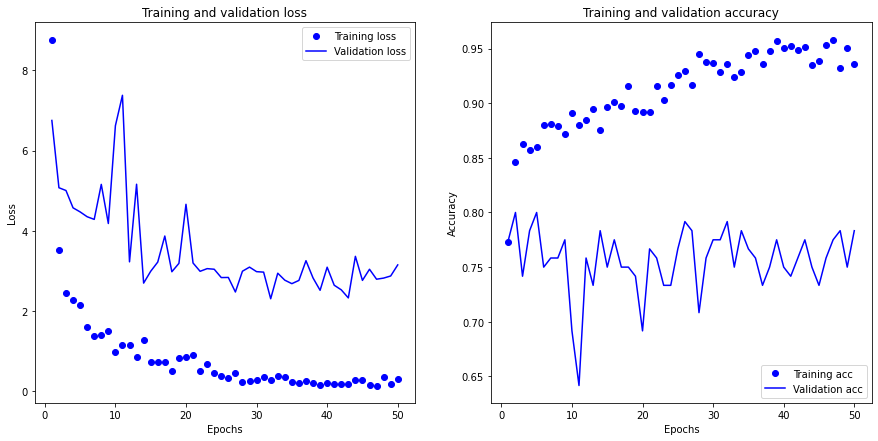 Training and validation loss
Training loss
Validation loss
8
6
4
2
0
Loss
0
10
20
30
40
50
Epochs
Training and validation accuracy
0.95
0.90
0.85
0.80
0.75
0.70
0.65
Accuracy
Training acc
Validation acc
0
10
20
30
40
50
Epochs